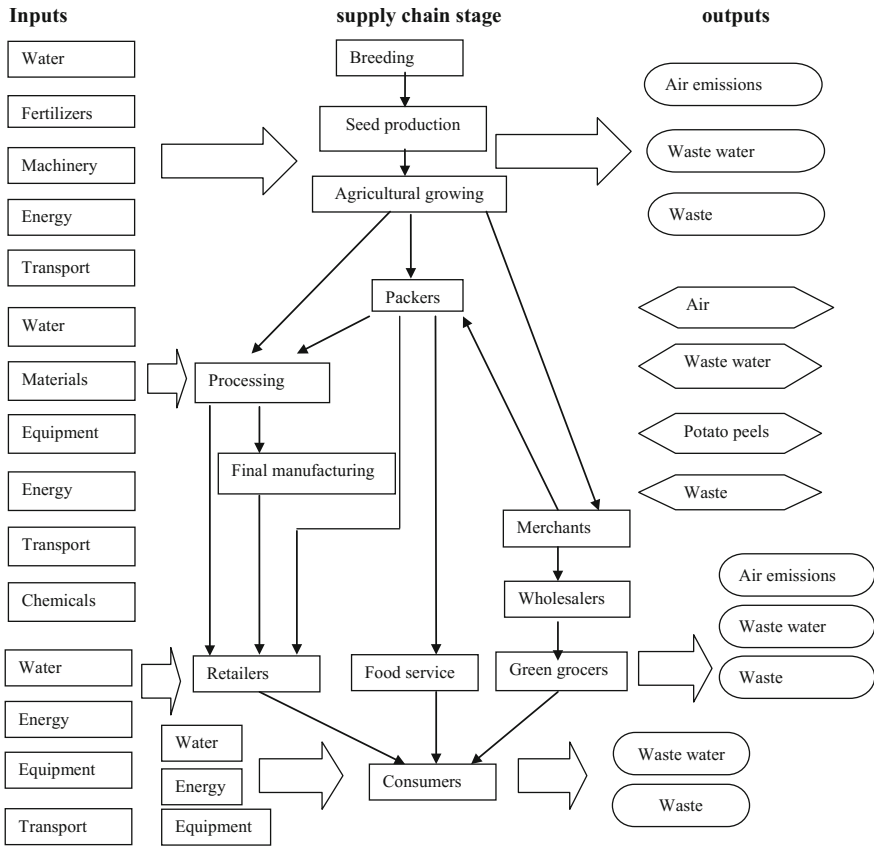 Inputs
supply chain stage
outputs
Water
Fertilizers
Machinery
Energy
Transport
Water
Materials
Equipment
Energy
Transport
Chemicals
Water
Energy
Equipment
Transport
Water
Energy
Equipment
Breeding
Seed production
Agricultural growing
Packers
Processing
Final manufacturing
Merchants
Wholesalers
Retailers
Food service
Green grocers
Consumers
Air emissions
Waste water
Waste
Air
Waste water
Potato peels
Waste
Air emissions
Waste water
Waste
Waste water
Waste